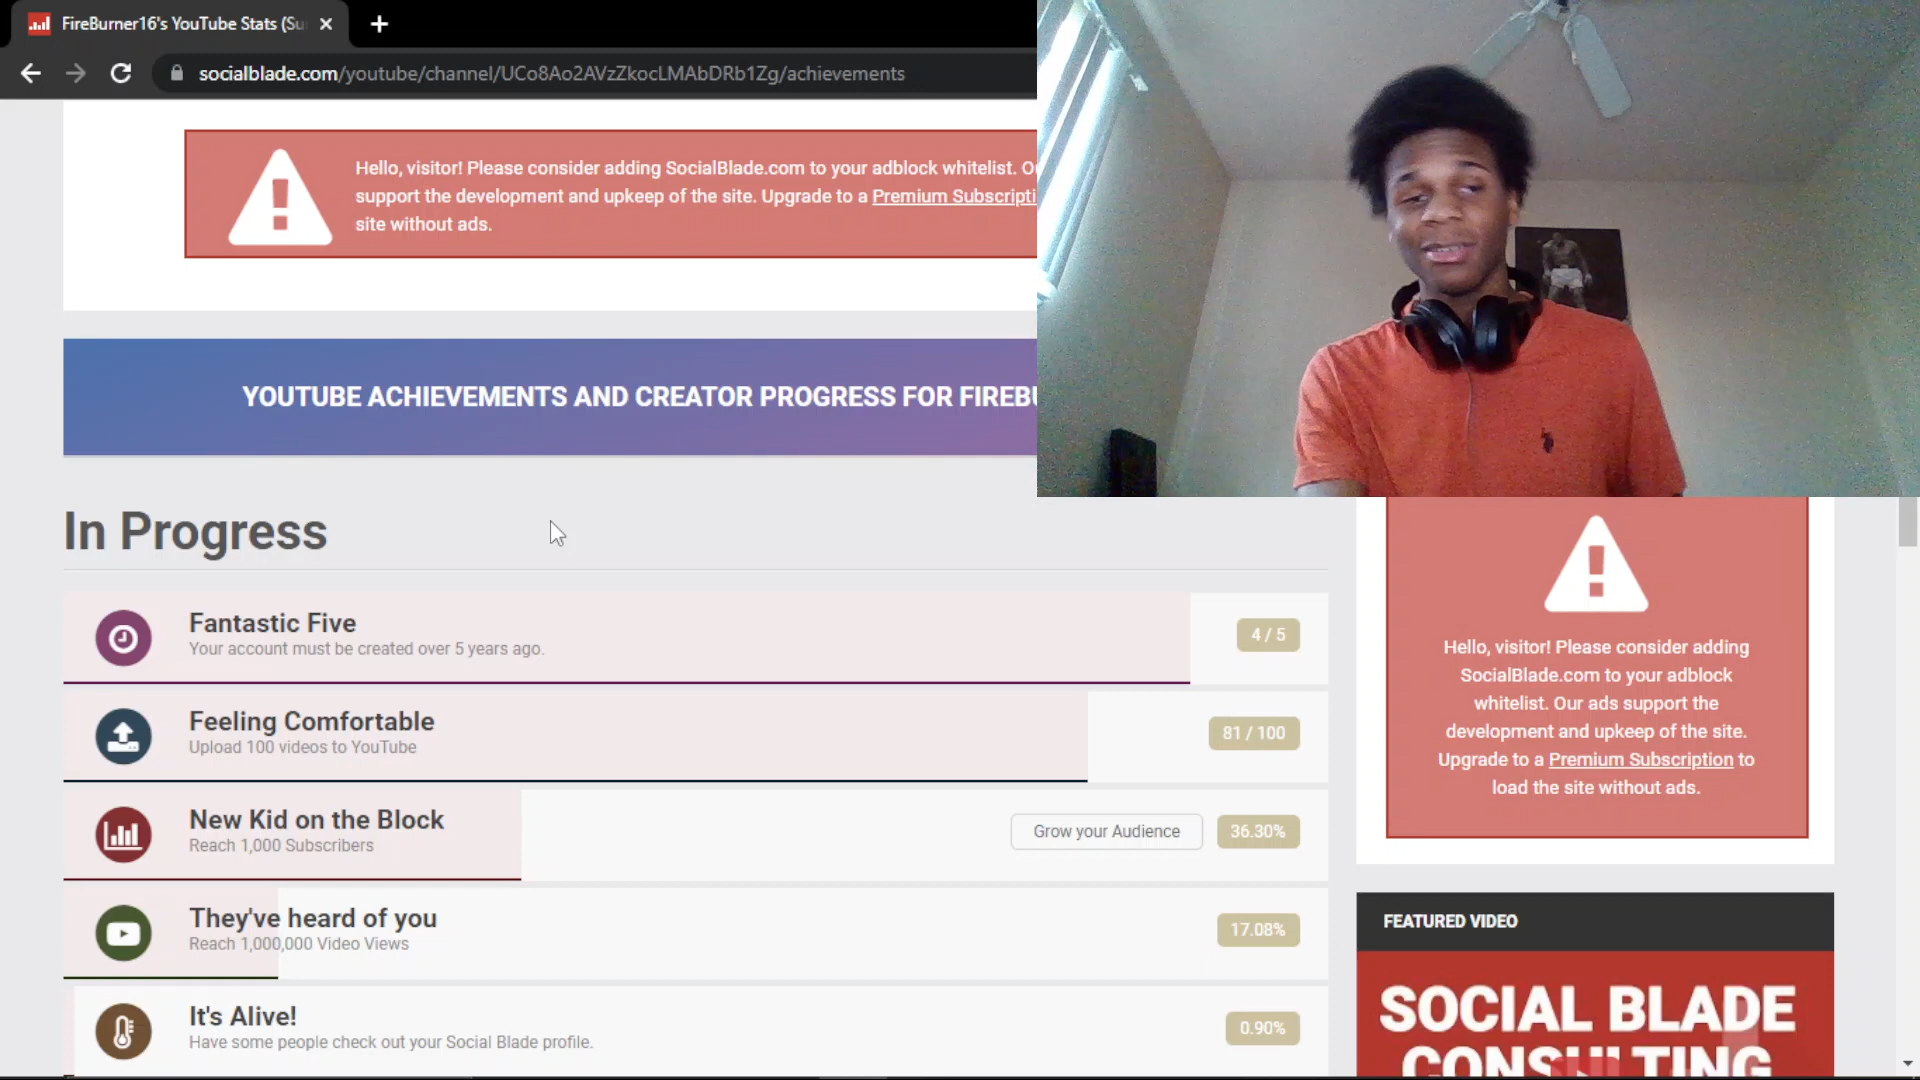 FireBurner16's YouTube Stats (Su
socialblade.com/youtube/channel/UCo8Ao2AVzZkocLMAbDRb1Zg/achievements
Hello, visitor! Please consider adding SocialBlade.com to your adblock whitelist. O
support the development and upkeep of the site. Upgrade to a Premium Subscripti
site without ads.
YOUTUBE ACHIEVEMENTS AND CREATOR PROGRESS FOR FIREBU
In Progress
Fantastic Five
Your account must be created over 5 years ago.
4 / 5
Feeling Comfortable
Upload 100 videos to YouTube
81 / 100
New Kid on the Block
Reach 1,000 Subscribers
Grow your Audience
36.30%
They've heard of you
Reach 1,000,000 Video Views
17.08%
It's Alive!
Have some people check out your Social Blade profile.
0.90%
Hello, visitor! Please consider adding
SocialBlade.com to your adblock
whitelist. Our ads support the
development and upkeep of the site.
Upgrade to a Premium Subscription to
load the site without ads.
FEATURED VIDEO
SOCIAL BLADE
CONSULTING